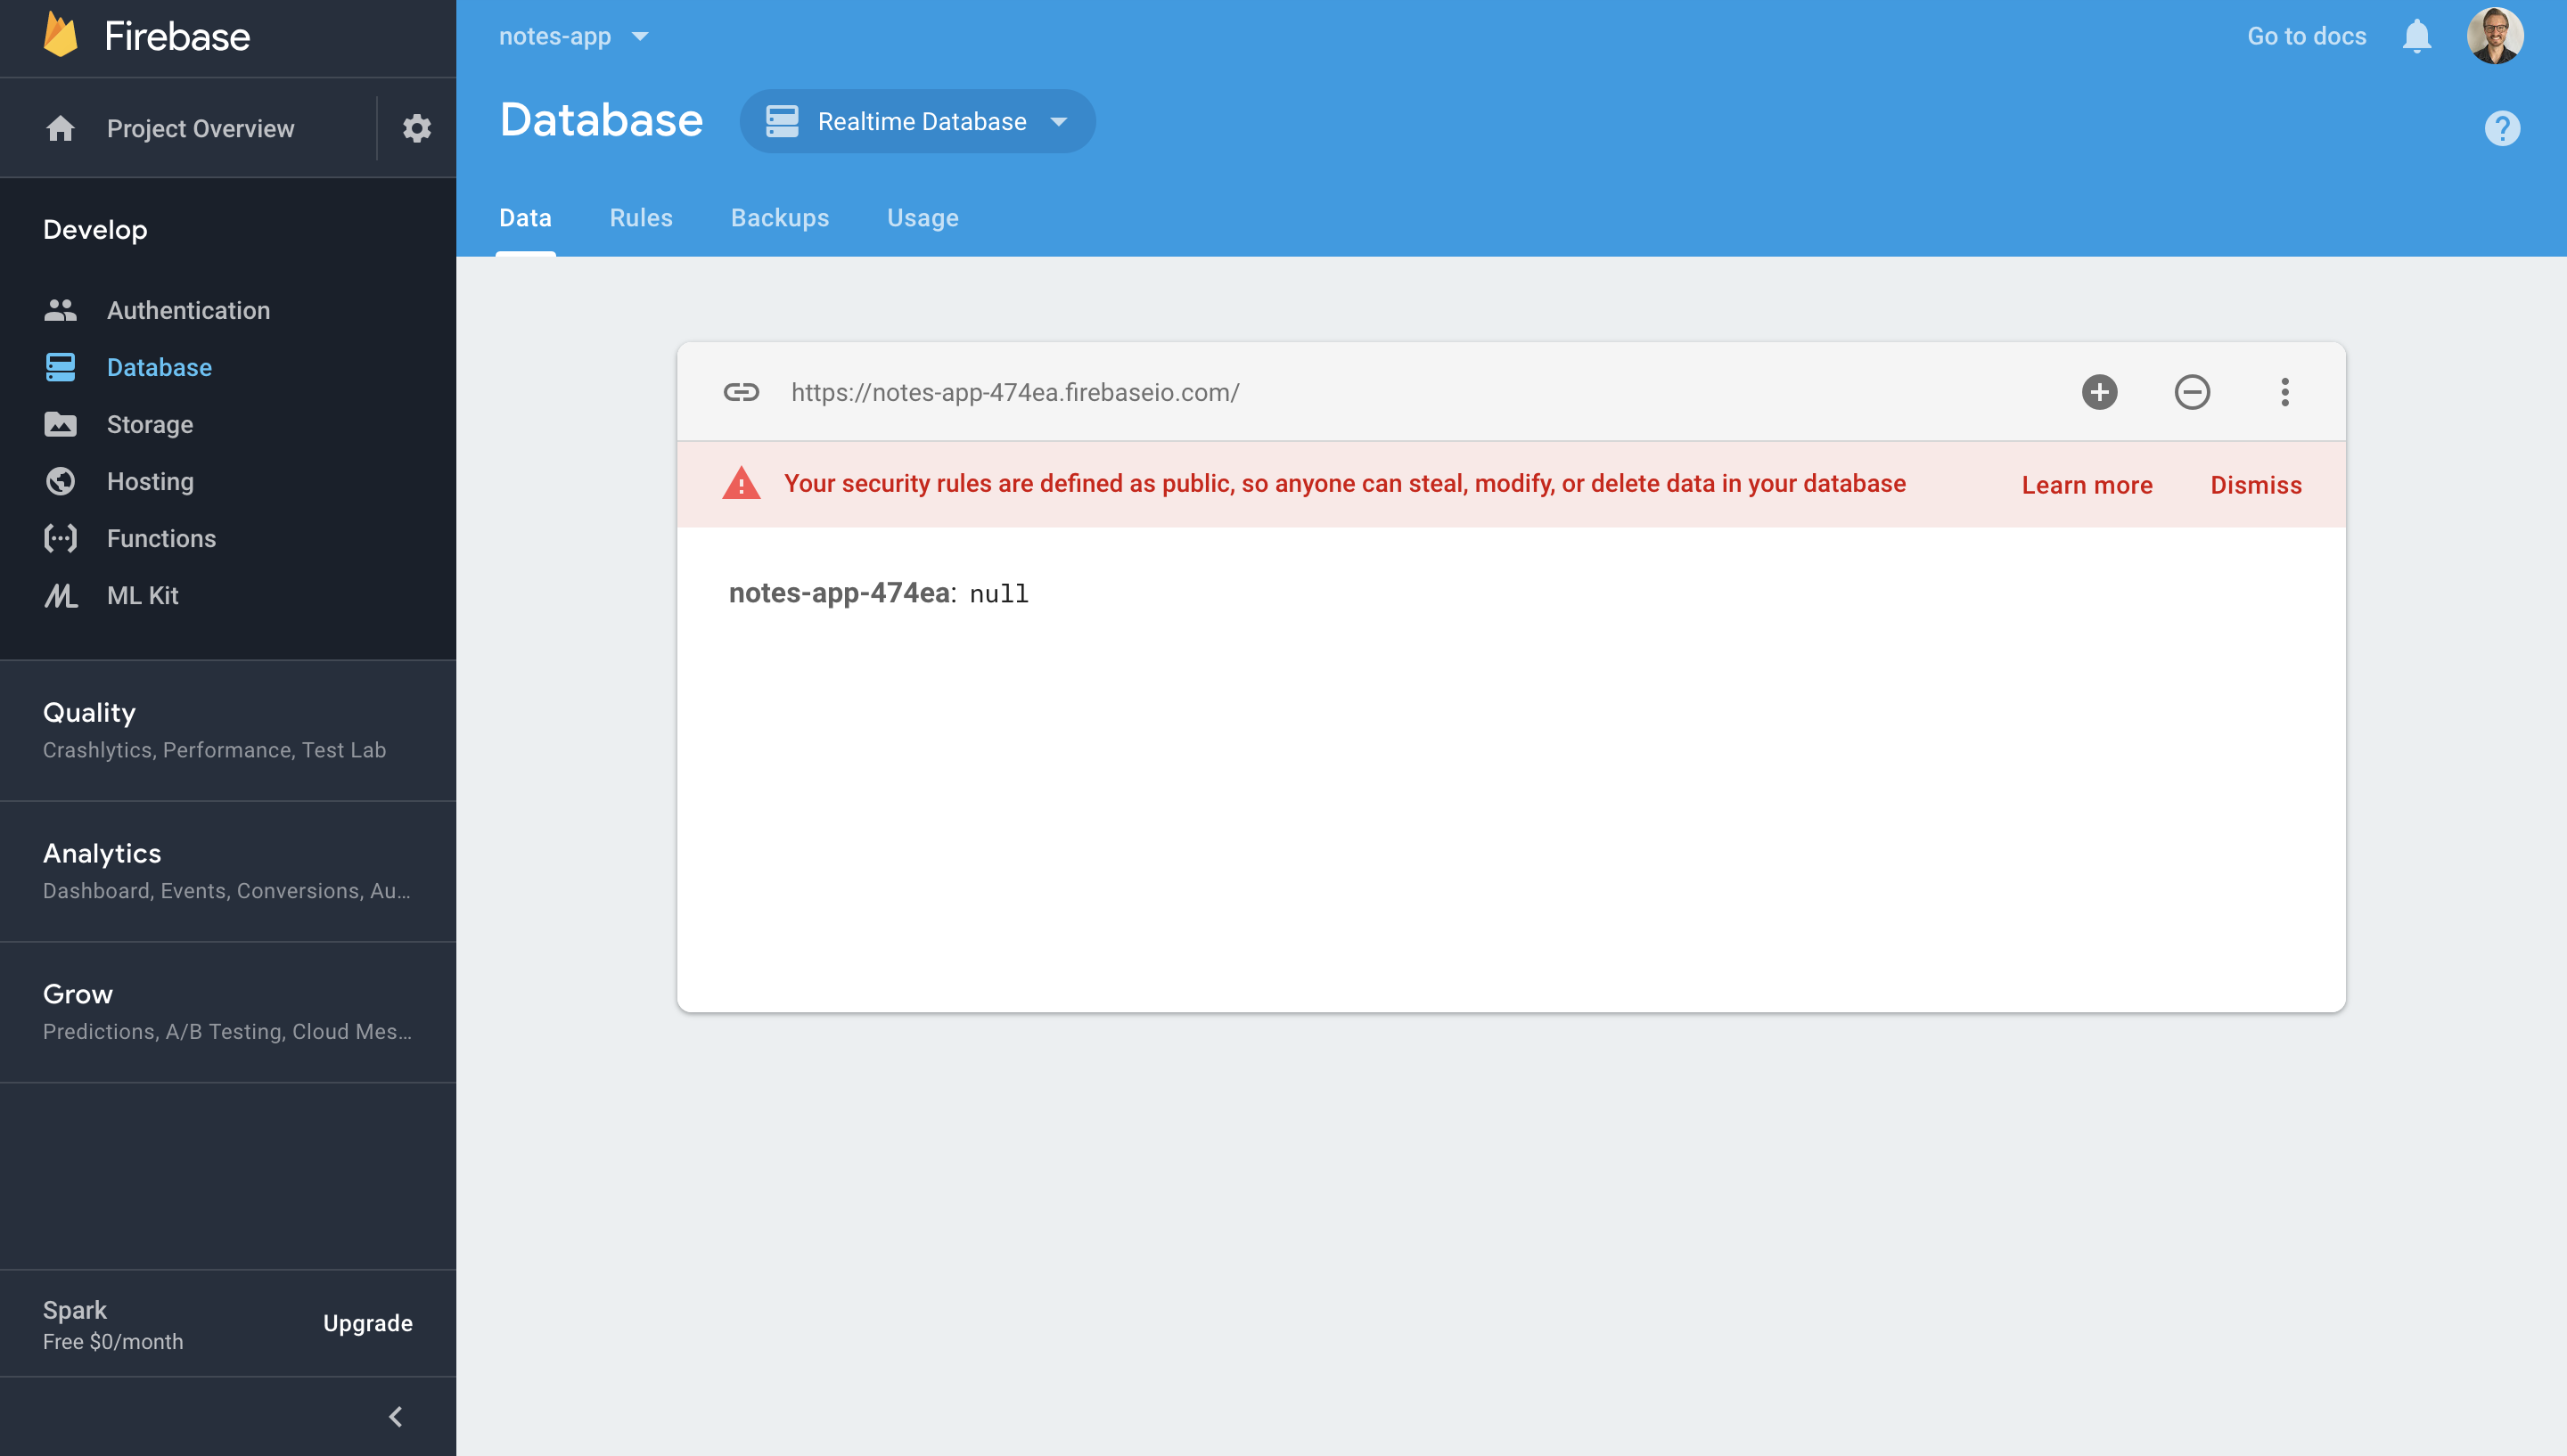 Firebase
Project Overview
Develop
Authentication
Database
Storage
Hosting
Functions
ML Kit
Quality
Crashlytics, Performance, Test Lab
Analytics
Dashboard, Events, Conversions, Au...
Grow
Predictions, A/B Testing, Cloud Mes...
Spark
Free $0/month
Upgrade
notes-app
Go to docs
Database
Realtime Database
Data Rules Backups Usage
https://notes-app-474ea.firebaseio.com/
Your security rules are defined as public, so anyone can steal, modify, or delete data in your database
Learn more Dismiss
notes-app-474ea: null